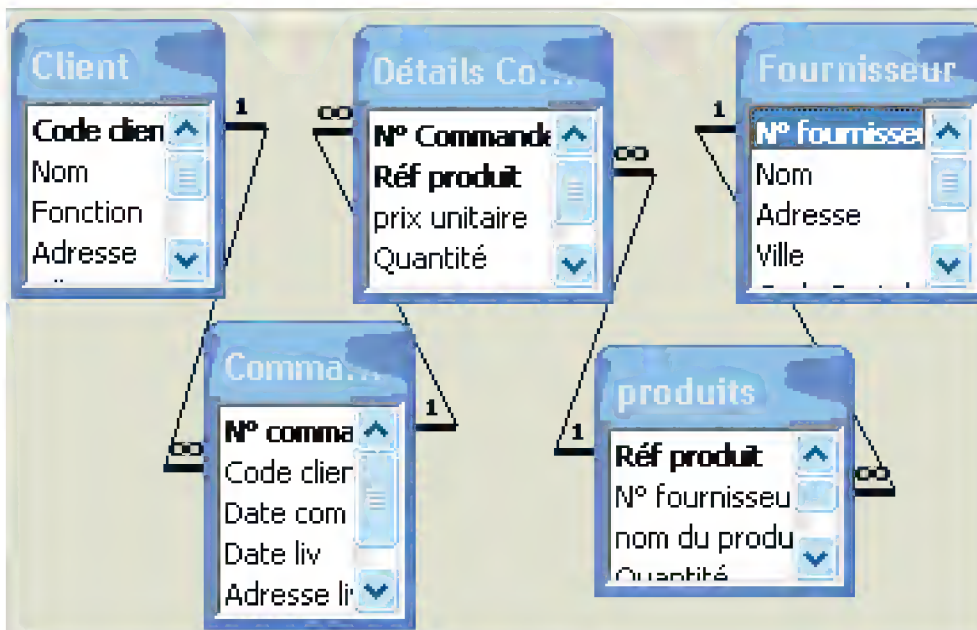 Client
Code clien
Nom
Fonction
Adresse
1
∞
Détails Co...
N° Commande
Réf produit
prix unitaire
Quantité
∞
1
Fournisseur
N° fournisseu
Nom
Adresse
Ville
Comma...
N° comma
Code clien
Date com
Date liv
Adresse liv
∞
1
produits
Réf produit
N° fournisseu
nom du produ
Quantité
1
∞